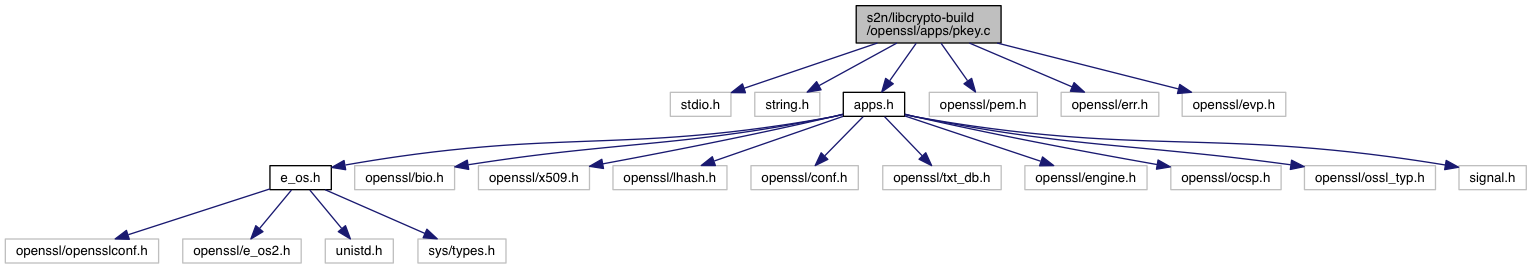 s2n/libcrypto-build
/openssl/apps/pkey.c
stdio.h
string.h
apps.h
openssl/pem.h
openssl/err.h
openssl/evp.h
e_os.h
openssl/bio.h
openssl/x509.h
openssl/lhash.h
openssl/conf.h
openssl/txt_db.h
openssl/engine.h
openssl/ocsp.h
openssl/ossl_typ.h
signal.h
openssl/opensslconf.h
openssl/e_os2.h
unistd.h
sys/types.h